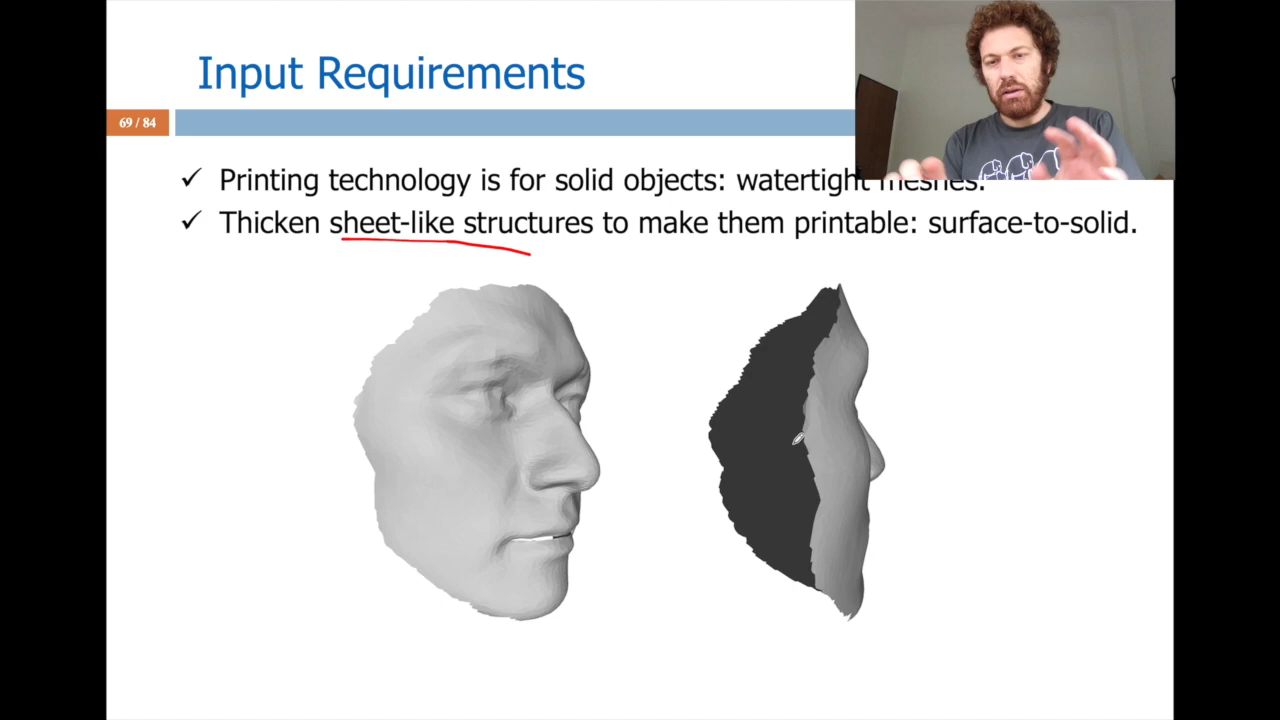 Input Requirements
69 / 84
✓ Printing technology is for solid objects: watertight meshes.
✓ Thicken sheet-like structures to make them printable: surface-to-solid.